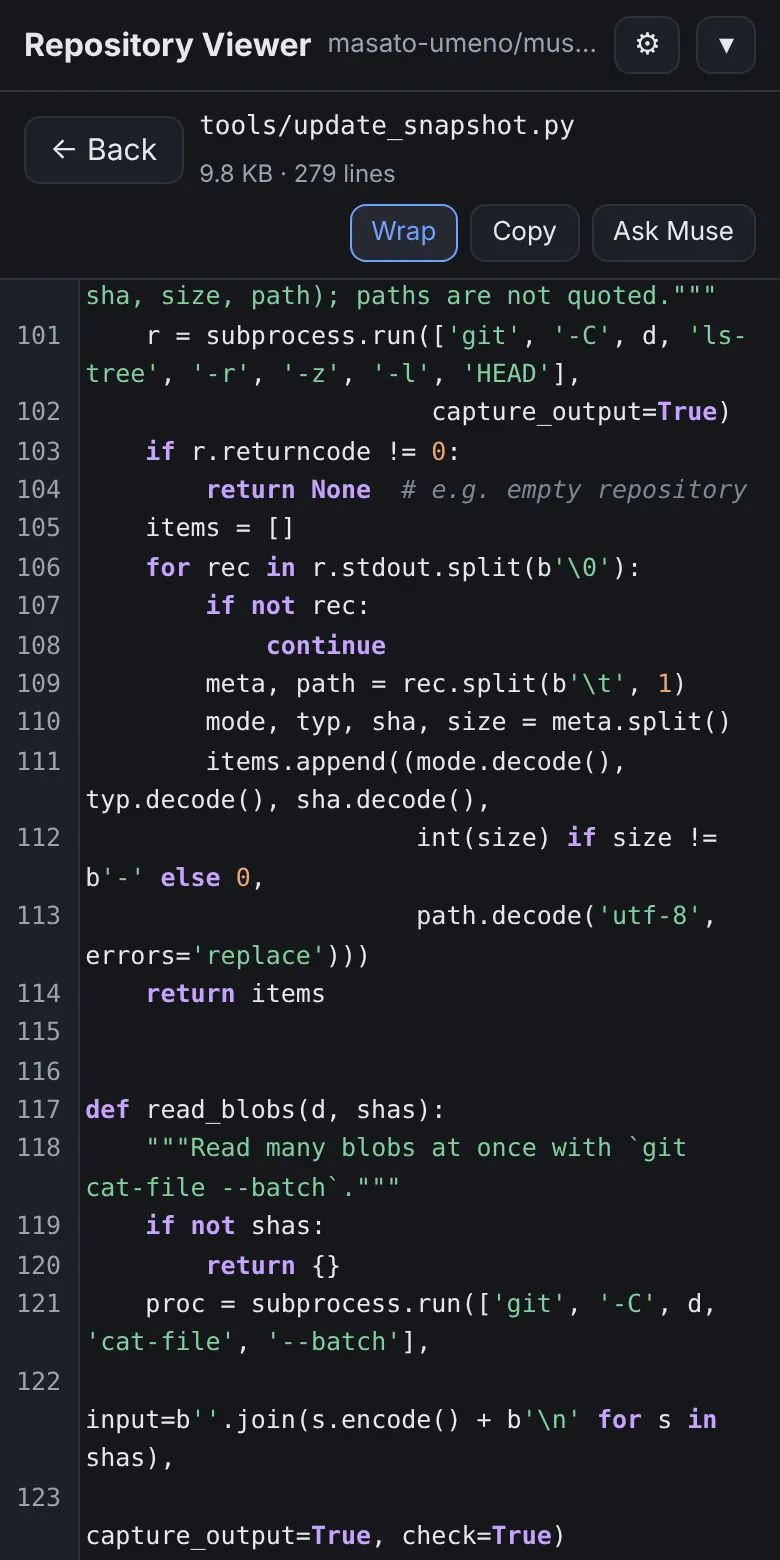 Repository Viewer masato-umeno/mus... ⚙ ▼
← Back
tools/update_snapshot.py
9.8 KB · 279 lines
Wrap Copy Ask Muse
sha, size, path); paths are not quoted."""
101     r = subprocess.run(['git', '-C', d, 'ls-
tree', '-r', '-z', '-l', 'HEAD'],
102                        capture_output=True)
103     if r.returncode != 0:
104         return None  # e.g. empty repository
105     items = []
106     for rec in r.stdout.split(b'\0'):
107         if not rec:
108             continue
109         meta, path = rec.split(b'\t', 1)
110         mode, typ, sha, size = meta.split()
111         items.append((mode.decode(),
typ.decode(), sha.decode(),
112                       int(size) if size !=
b'-' else 0,
113                       path.decode('utf-8',
errors='replace')))
114     return items
115
116
117 def read_blobs(d, shas):
118     """Read many blobs at once with `git
cat-file --batch`."""
119     if not shas:
120         return {}
121     proc = subprocess.run(['git', '-C', d,
'cat-file', '--batch'],
122
input=b''.join(s.encode() + b'\n' for s in
shas),
123
capture_output=True, check=True)